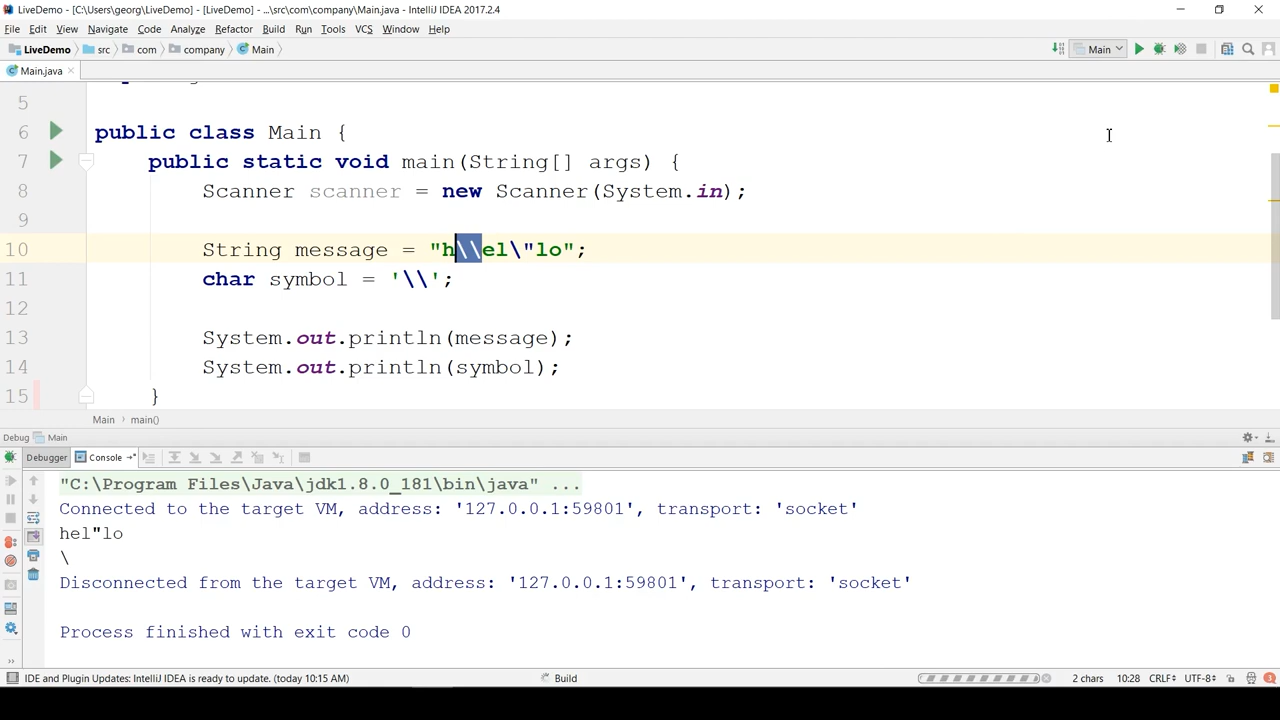 LiveDemo - [C:\Users\georg\LiveDemo] - [LiveDemo] - ...\src\com\company\Main.java - IntelliJ IDEA 2017.2.4
File Edit View Navigate Code Analyze Refactor Build Run Tools VCS Window Help
LiveDemo src com company Main Main
Main.java
5
6 public class Main {
7 public static void main(String[] args) {
8 Scanner scanner = new Scanner(System.in);
9
10 String message = "h\\el\"lo";
11 char symbol = '\\';
12
13 System.out.println(message);
14 System.out.println(symbol);
15 }
Main main()
Debug Main
Debugger Console
"C:\Program Files\Java\jdk1.8.0_181\bin\java" ...
Connected to the target VM, address: '127.0.0.1:59801', transport: 'socket'
hel"lo
\
Disconnected from the target VM, address: '127.0.0.1:59801', transport: 'socket'
Process finished with exit code 0
IDE and Plugin Updates: IntelliJ IDEA is ready to update. (today 10:15 AM) Build 2 chars 10:28 CRLF UTF-8